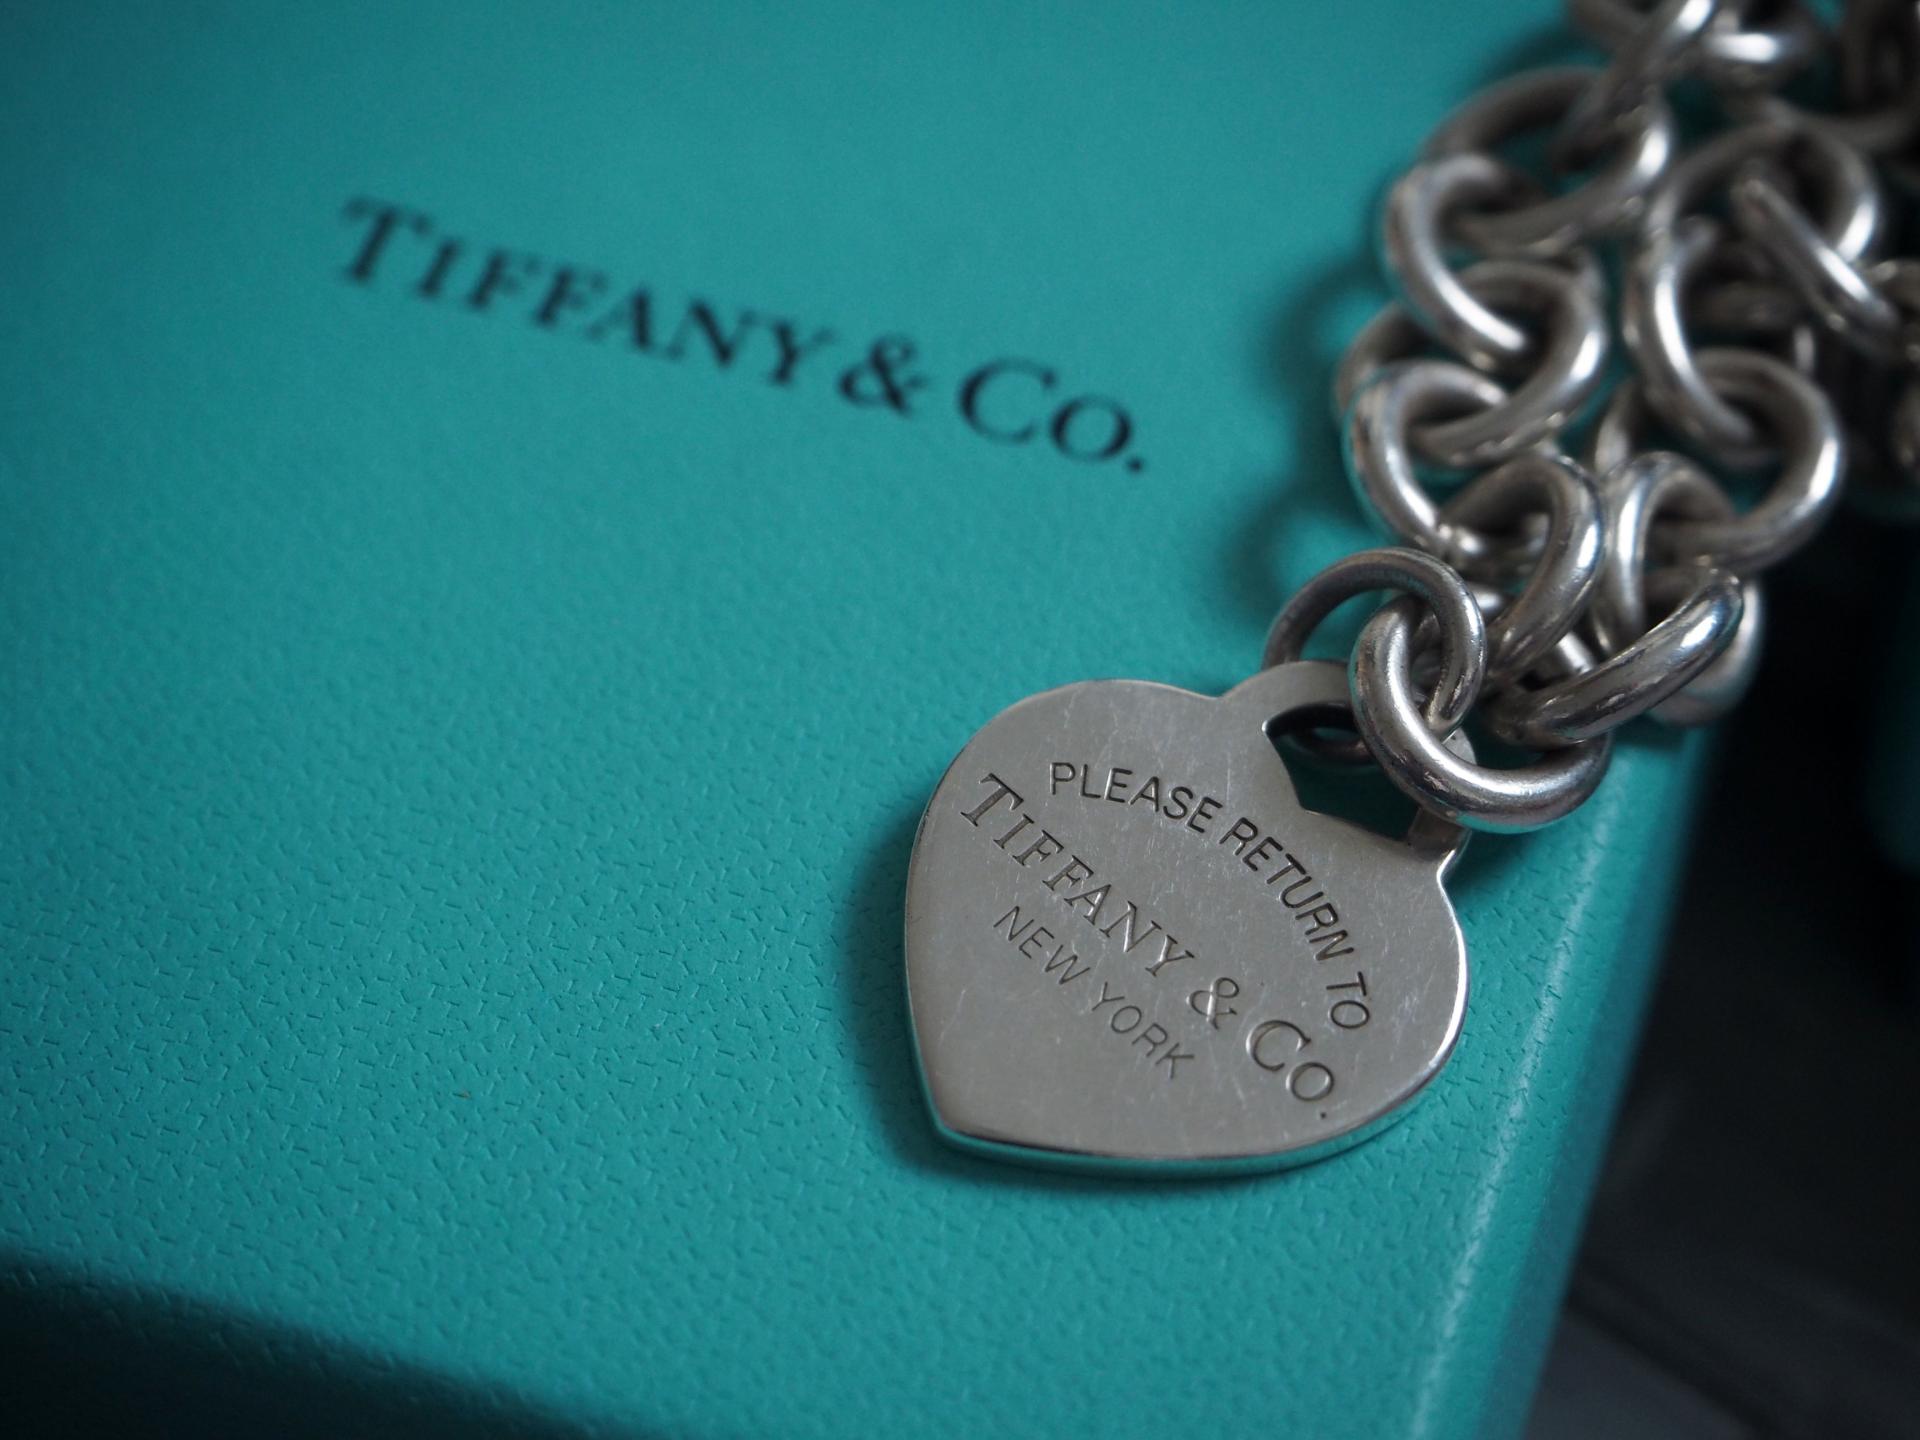 TIFFANY & CO.
PLEASE RETURN TO
TIFFANY & CO.
NEW YORK